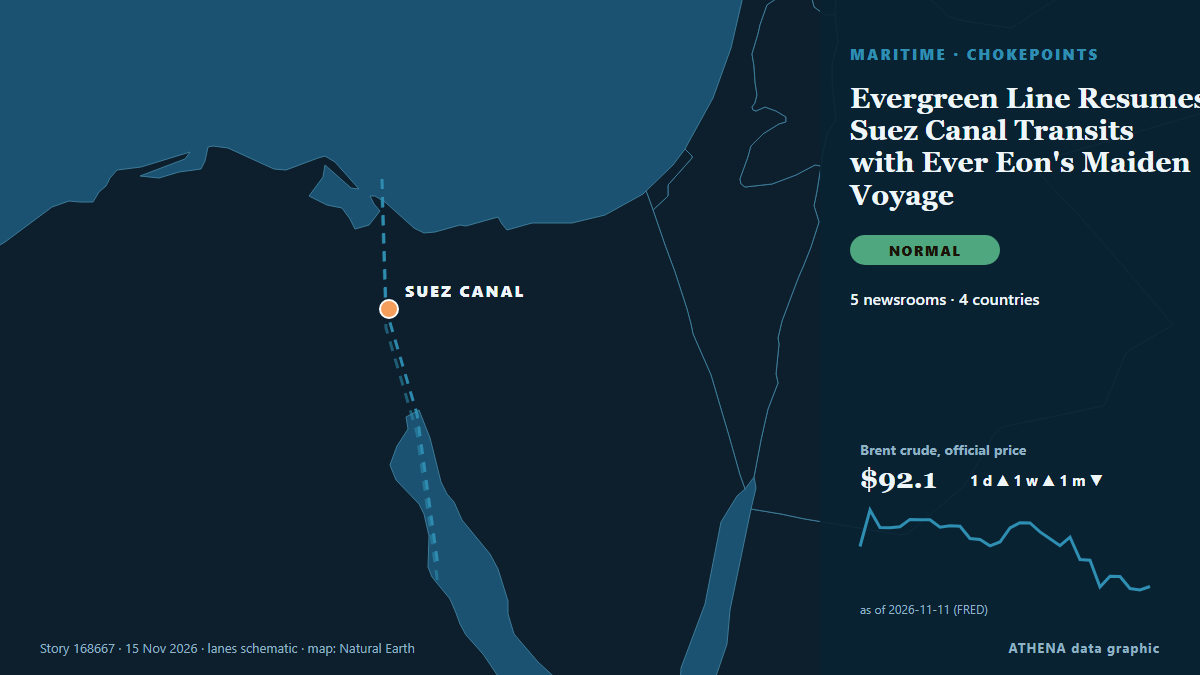 MARITIME · CHOKEPOINTS
Evergreen Line Resumes
Suez Canal Transits
with Ever Eon's Maiden
Voyage
NORMAL
5 newsrooms · 4 countries
SUEZ CANAL
Brent crude, official price
$92.1 1 d ▲ 1 w ▲ 1 m ▼
as of 2026-11-11 (FRED)
Story 168667 · 15 Nov 2026 · lanes schematic · map: Natural Earth
ATHENA data graphic